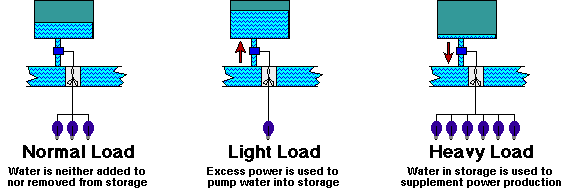 Normal Load
Water is neither added to
nor removed from storage
Light Load
Excess power is used to
pump water into storage
Heavy Load
Water in storage is used to
supplement power production